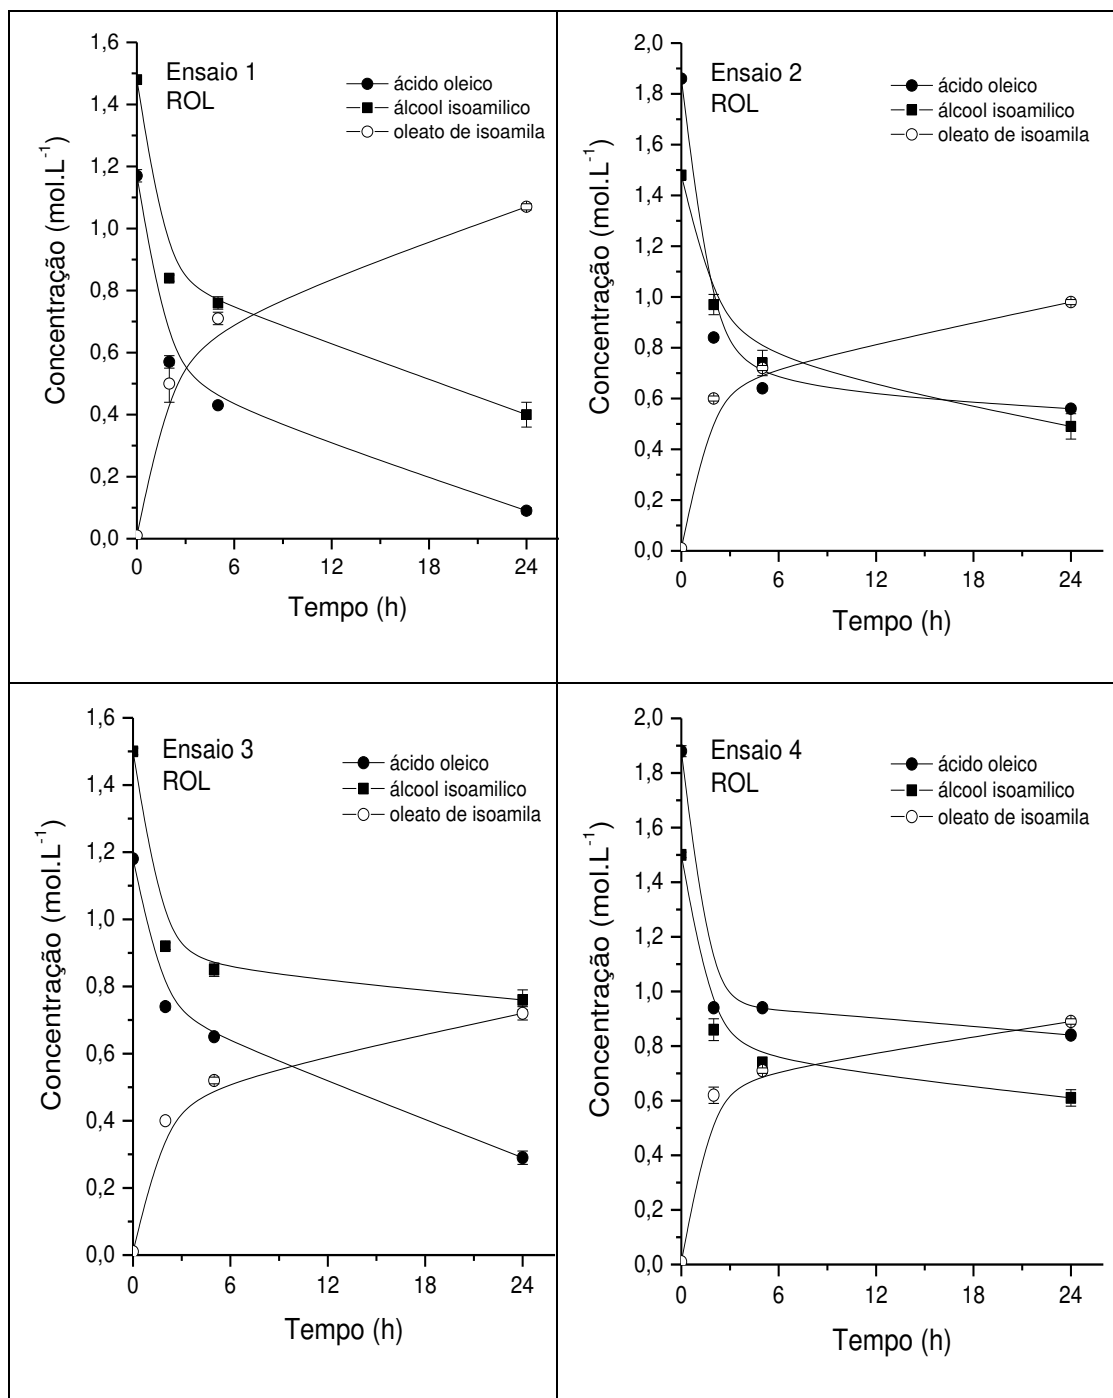 Ensaio 1
ROL
ácido oleico
álcool isoamilico
oleato de isoamila
Concentração (mol.L⁻¹)
1,6
1,4
1,2
1,0
0,8
0,6
0,4
0,2
0,0
0 6 12 18 24
Tempo (h)
Ensaio 2
ROL
ácido oleico
álcool isoamilico
oleato de isoamila
Concentração (mol.L⁻¹)
2,0
1,8
1,6
1,4
1,2
1,0
0,8
0,6
0,4
0,2
0,0
0 6 12 18 24
Tempo (h)
Ensaio 3
ROL
ácido oleico
álcool isoamilico
oleato de isoamila
Concentração (mol.L⁻¹)
1,6
1,4
1,2
1,0
0,8
0,6
0,4
0,2
0,0
0 6 12 18 24
Tempo (h)
Ensaio 4
ROL
ácido oleico
álcool isoamilico
oleato de isoamila
Concentração (mol.L⁻¹)
2,0
1,8
1,6
1,4
1,2
1,0
0,8
0,6
0,4
0,2
0,0
0 6 12 18 24
Tempo (h)